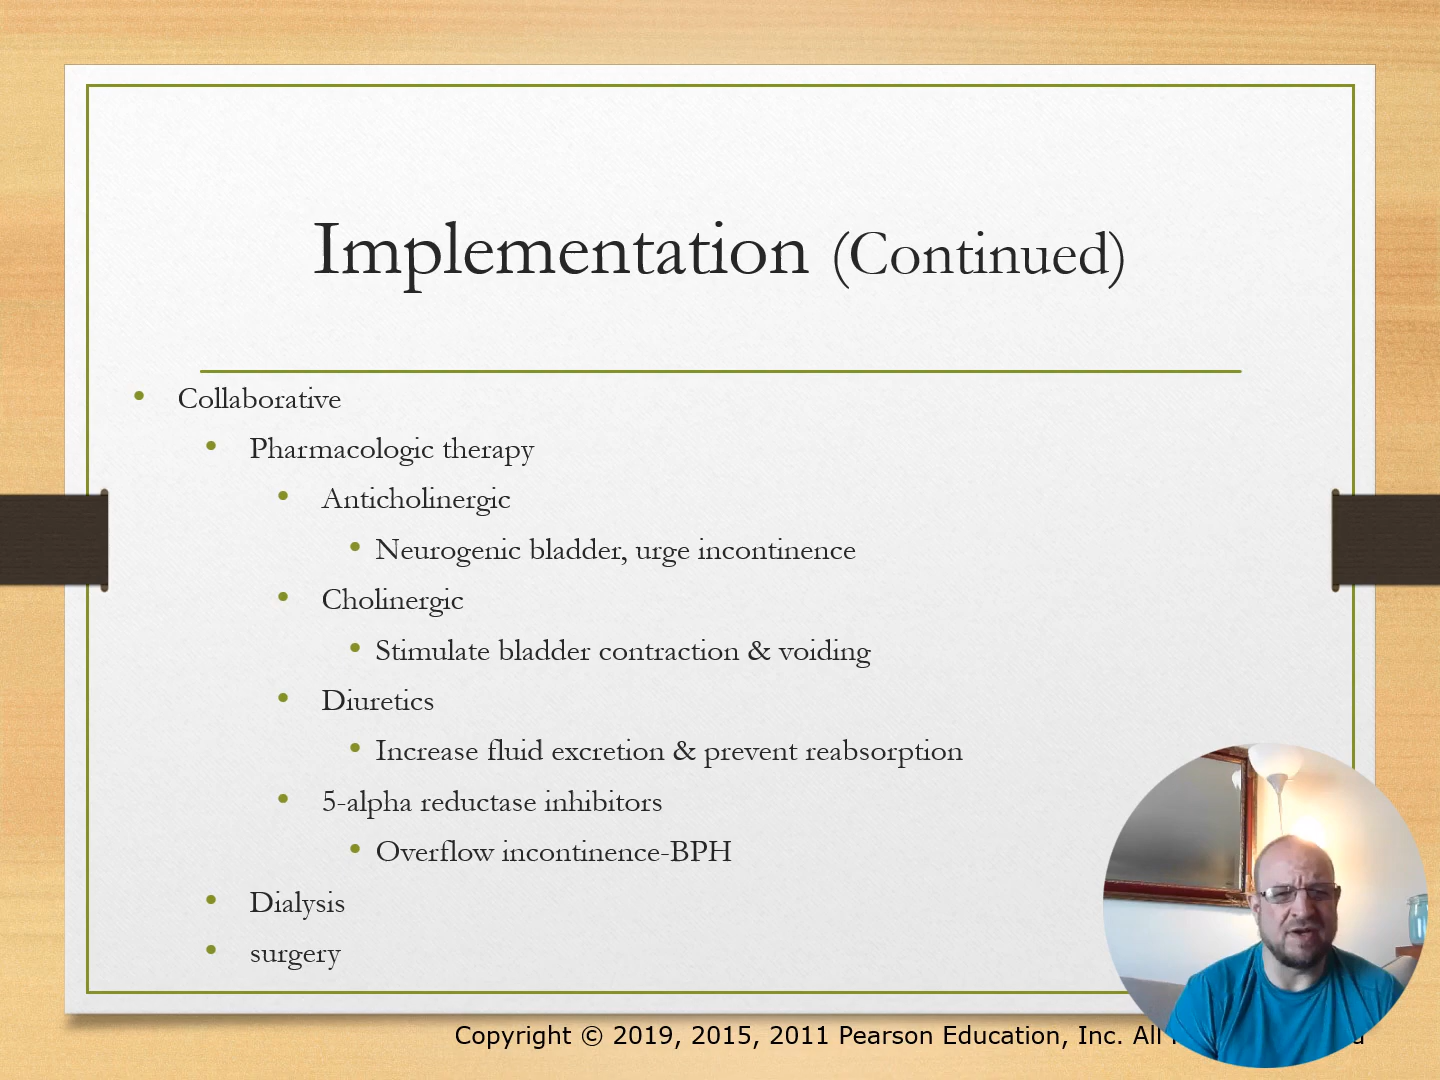 Implementation (Continued)
• Collaborative
• Pharmacologic therapy
• Anticholinergic
• Neurogenic bladder, urge incontinence
• Cholinergic
• Stimulate bladder contraction & voiding
• Diuretics
• Increase fluid excretion & prevent reabsorption
• 5-alpha reductase inhibitors
• Overflow incontinence-BPH
• Dialysis
• surgery
Copyright © 2019, 2015, 2011 Pearson Education, Inc. All